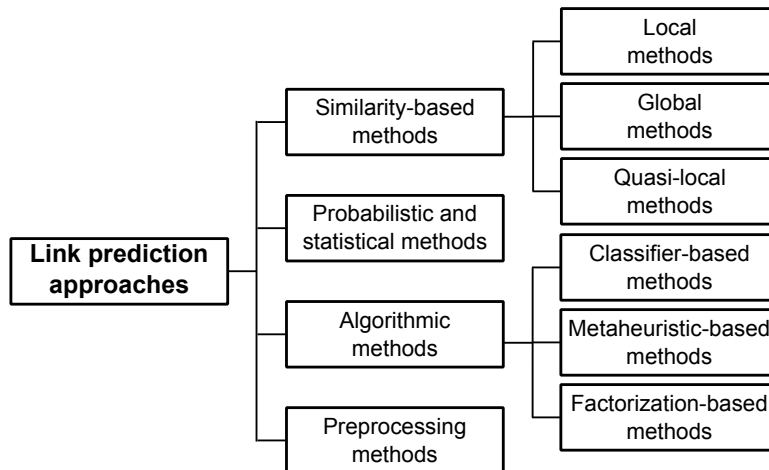 Link prediction
approaches
Similarity-based
methods
Probabilistic and
statistical methods
Algorithmic
methods
Preprocessing
methods
Local
methods
Global
methods
Quasi-local
methods
Classifier-based
methods
Metaheuristic-based
methods
Factorization-based
methods